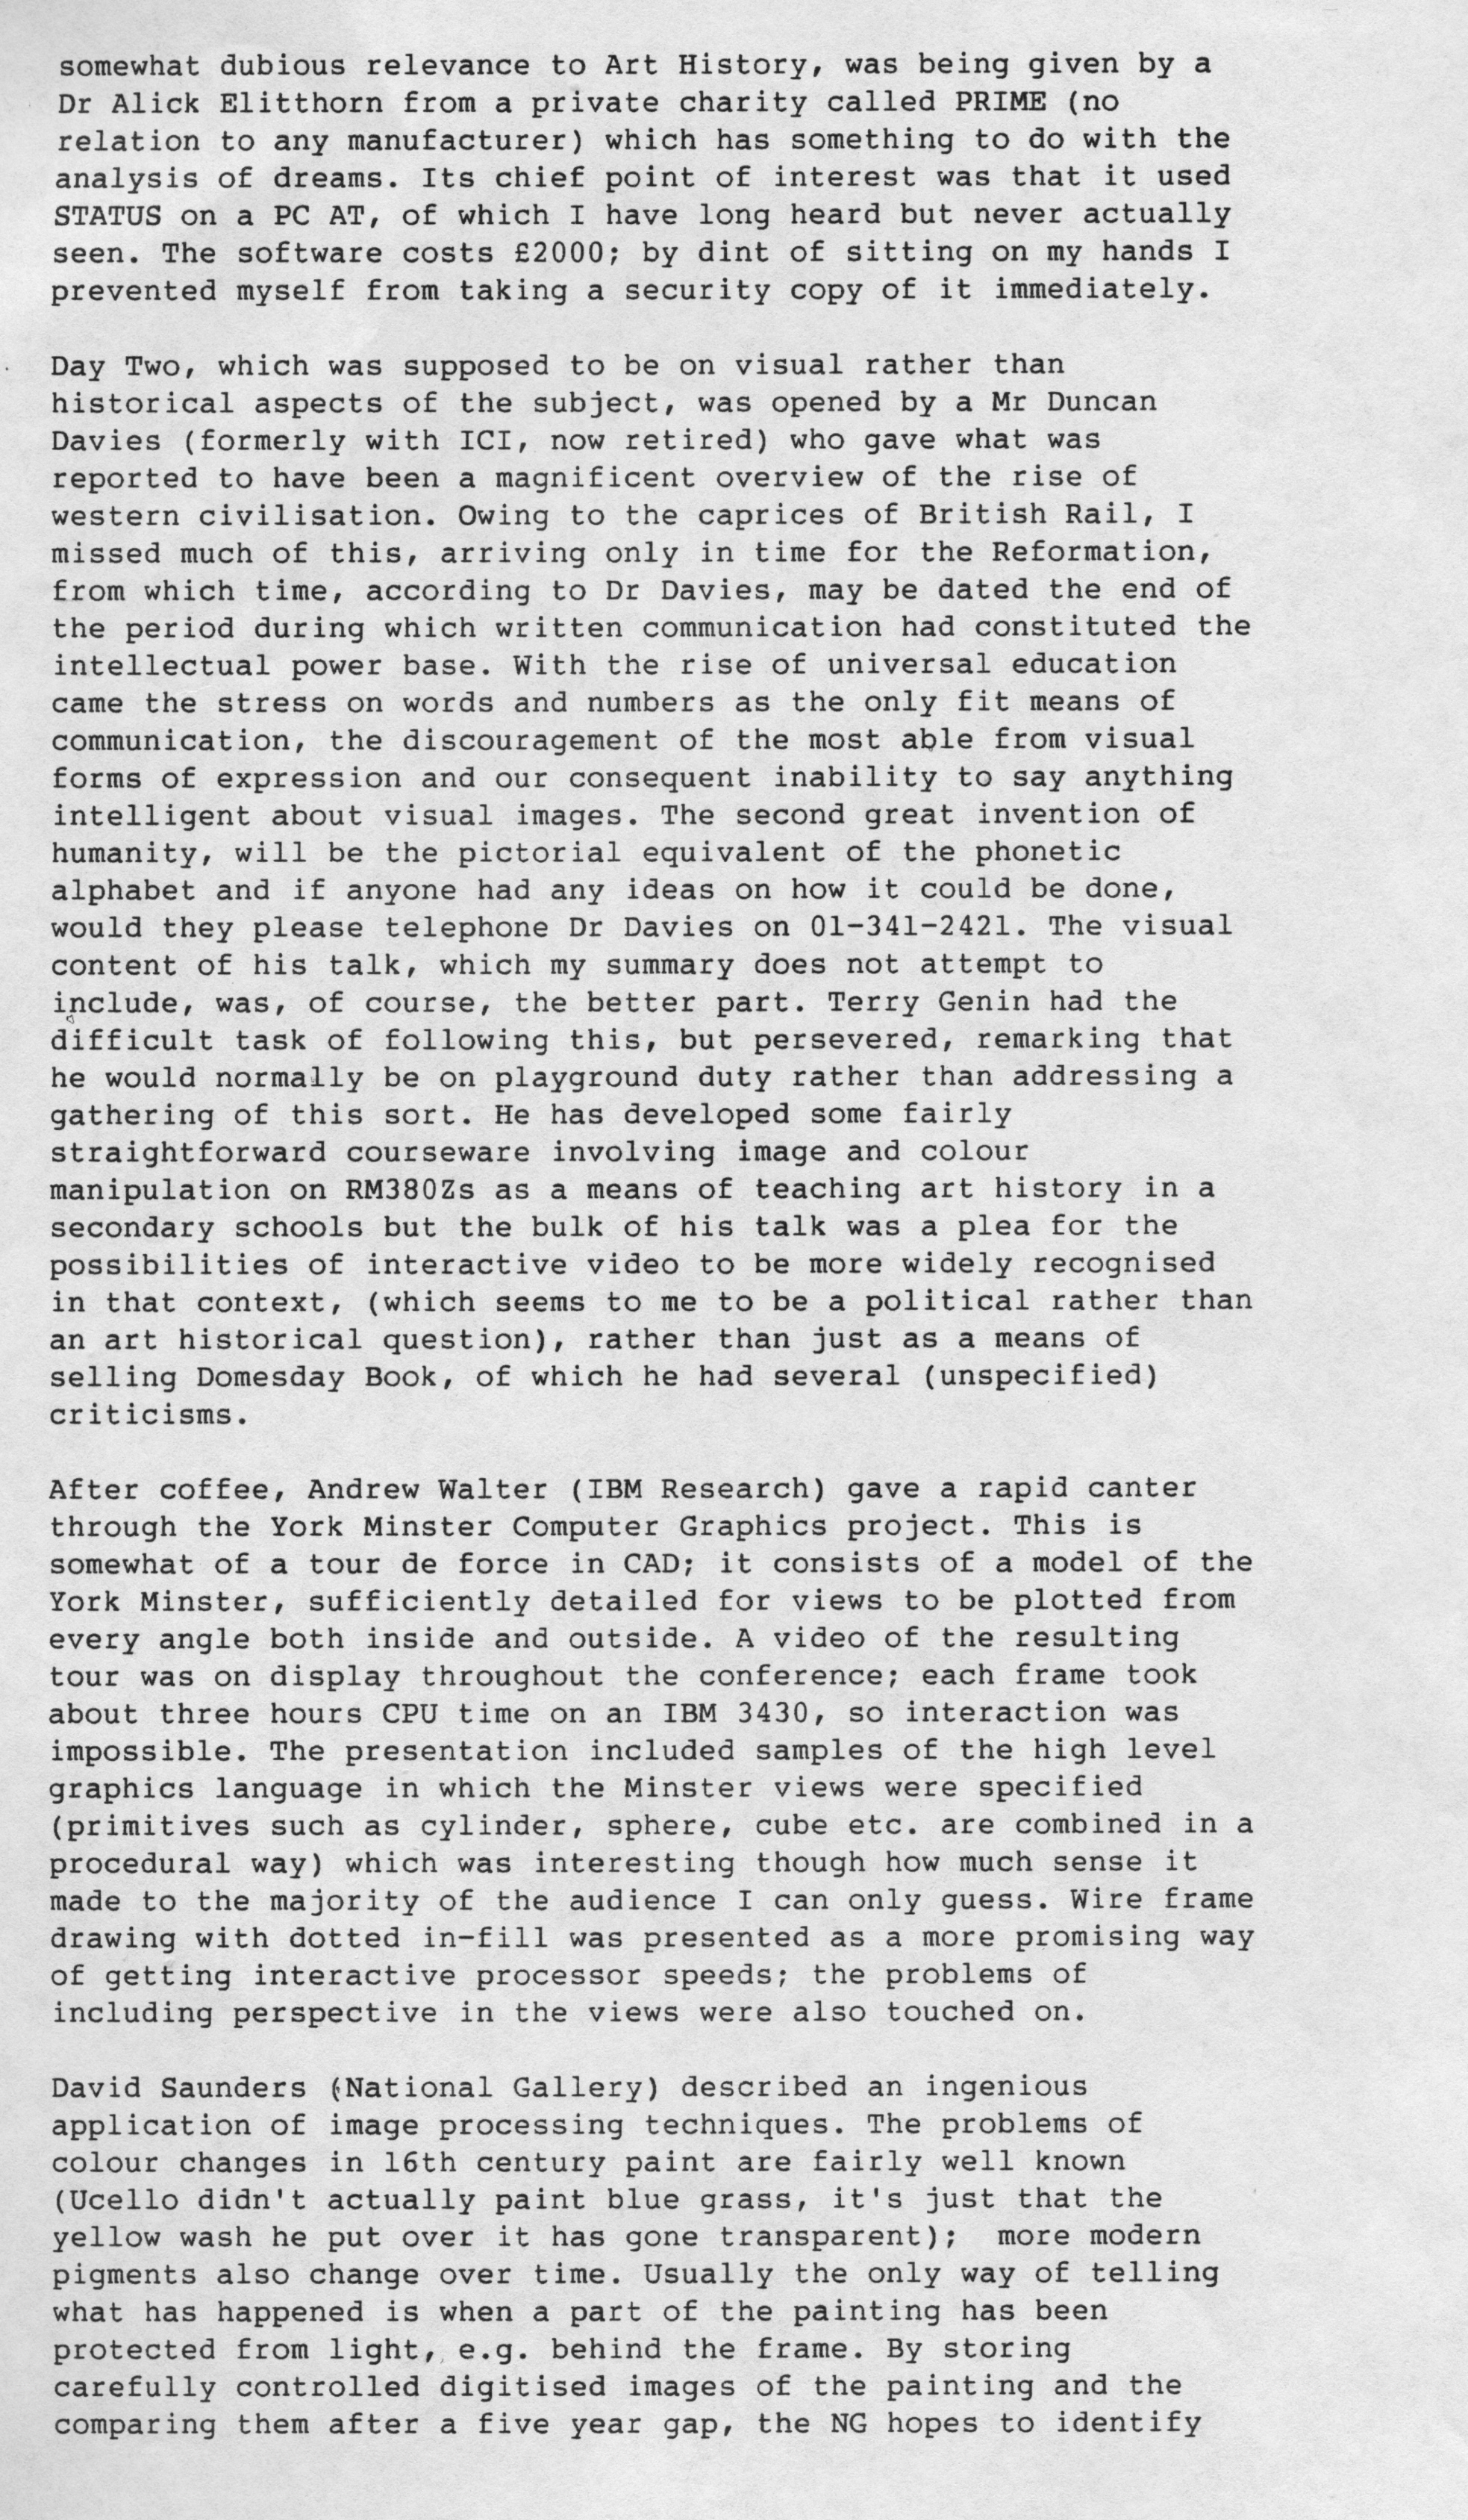 somewhat dubious relevance to Art History, was being given by a
Dr Alick Elitthorn from a private charity called PRIME (no
relation to any manufacturer) which has something to do with the
analysis of dreams. Its chief point of interest was that it used
STATUS on a PC AT, of which I have long heard but never actually
seen. The software costs £2000; by dint of sitting on my hands I
prevented myself from taking a security copy of it immediately.

Day Two, which was supposed to be on visual rather than
historical aspects of the subject, was opened by a Mr Duncan
Davies (formerly with ICI, now retired) who gave what was
reported to have been a magnificent overview of the rise of
western civilisation. Owing to the caprices of British Rail, I
missed much of this, arriving only in time for the Reformation,
from which time, according to Dr Davies, may be dated the end of
the period during which written communication had constituted the
intellectual power base. With the rise of universal education
came the stress on words and numbers as the only fit means of
communication, the discouragement of the most able from visual
forms of expression and our consequent inability to say anything
intelligent about visual images. The second great invention of
humanity, will be the pictorial equivalent of the phonetic
alphabet and if anyone had any ideas on how it could be done,
would they please telephone Dr Davies on 01-341-2421. The visual
content of his talk, which my summary does not attempt to
include, was, of course, the better part. Terry Genin had the
difficult task of following this, but persevered, remarking that
he would normally be on playground duty rather than addressing a
gathering of this sort. He has developed some fairly
straightforward courseware involving image and colour
manipulation on RM380Zs as a means of teaching art history in a
secondary schools but the bulk of his talk was a plea for the
possibilities of interactive video to be more widely recognised
in that context, (which seems to me to be a political rather than
an art historical question), rather than just as a means of
selling Domesday Book, of which he had several (unspecified)
criticisms.

After coffee, Andrew Walter (IBM Research) gave a rapid canter
through the York Minster Computer Graphics project. This is
somewhat of a tour de force in CAD; it consists of a model of the
York Minster, sufficiently detailed for views to be plotted from
every angle both inside and outside. A video of the resulting
tour was on display throughout the conference; each frame took
about three hours CPU time on an IBM 3430, so interaction was
impossible. The presentation included samples of the high level
graphics language in which the Minster views were specified
(primitives such as cylinder, sphere, cube etc. are combined in a
procedural way) which was interesting though how much sense it
made to the majority of the audience I can only guess. Wire frame
drawing with dotted in-fill was presented as a more promising way
of getting interactive processor speeds; the problems of
including perspective in the views were also touched on.

David Saunders (National Gallery) described an ingenious
application of image processing techniques. The problems of
colour changes in 16th century paint are fairly well known
(Ucello didn't actually paint blue grass, it's just that the
yellow wash he put over it has gone transparent);  more modern
pigments also change over time. Usually the only way of telling
what has happened is when a part of the painting has been
protected from light, e.g. behind the frame. By storing
carefully controlled digitised images of the painting and the
comparing them after a five year gap, the NG hopes to identify